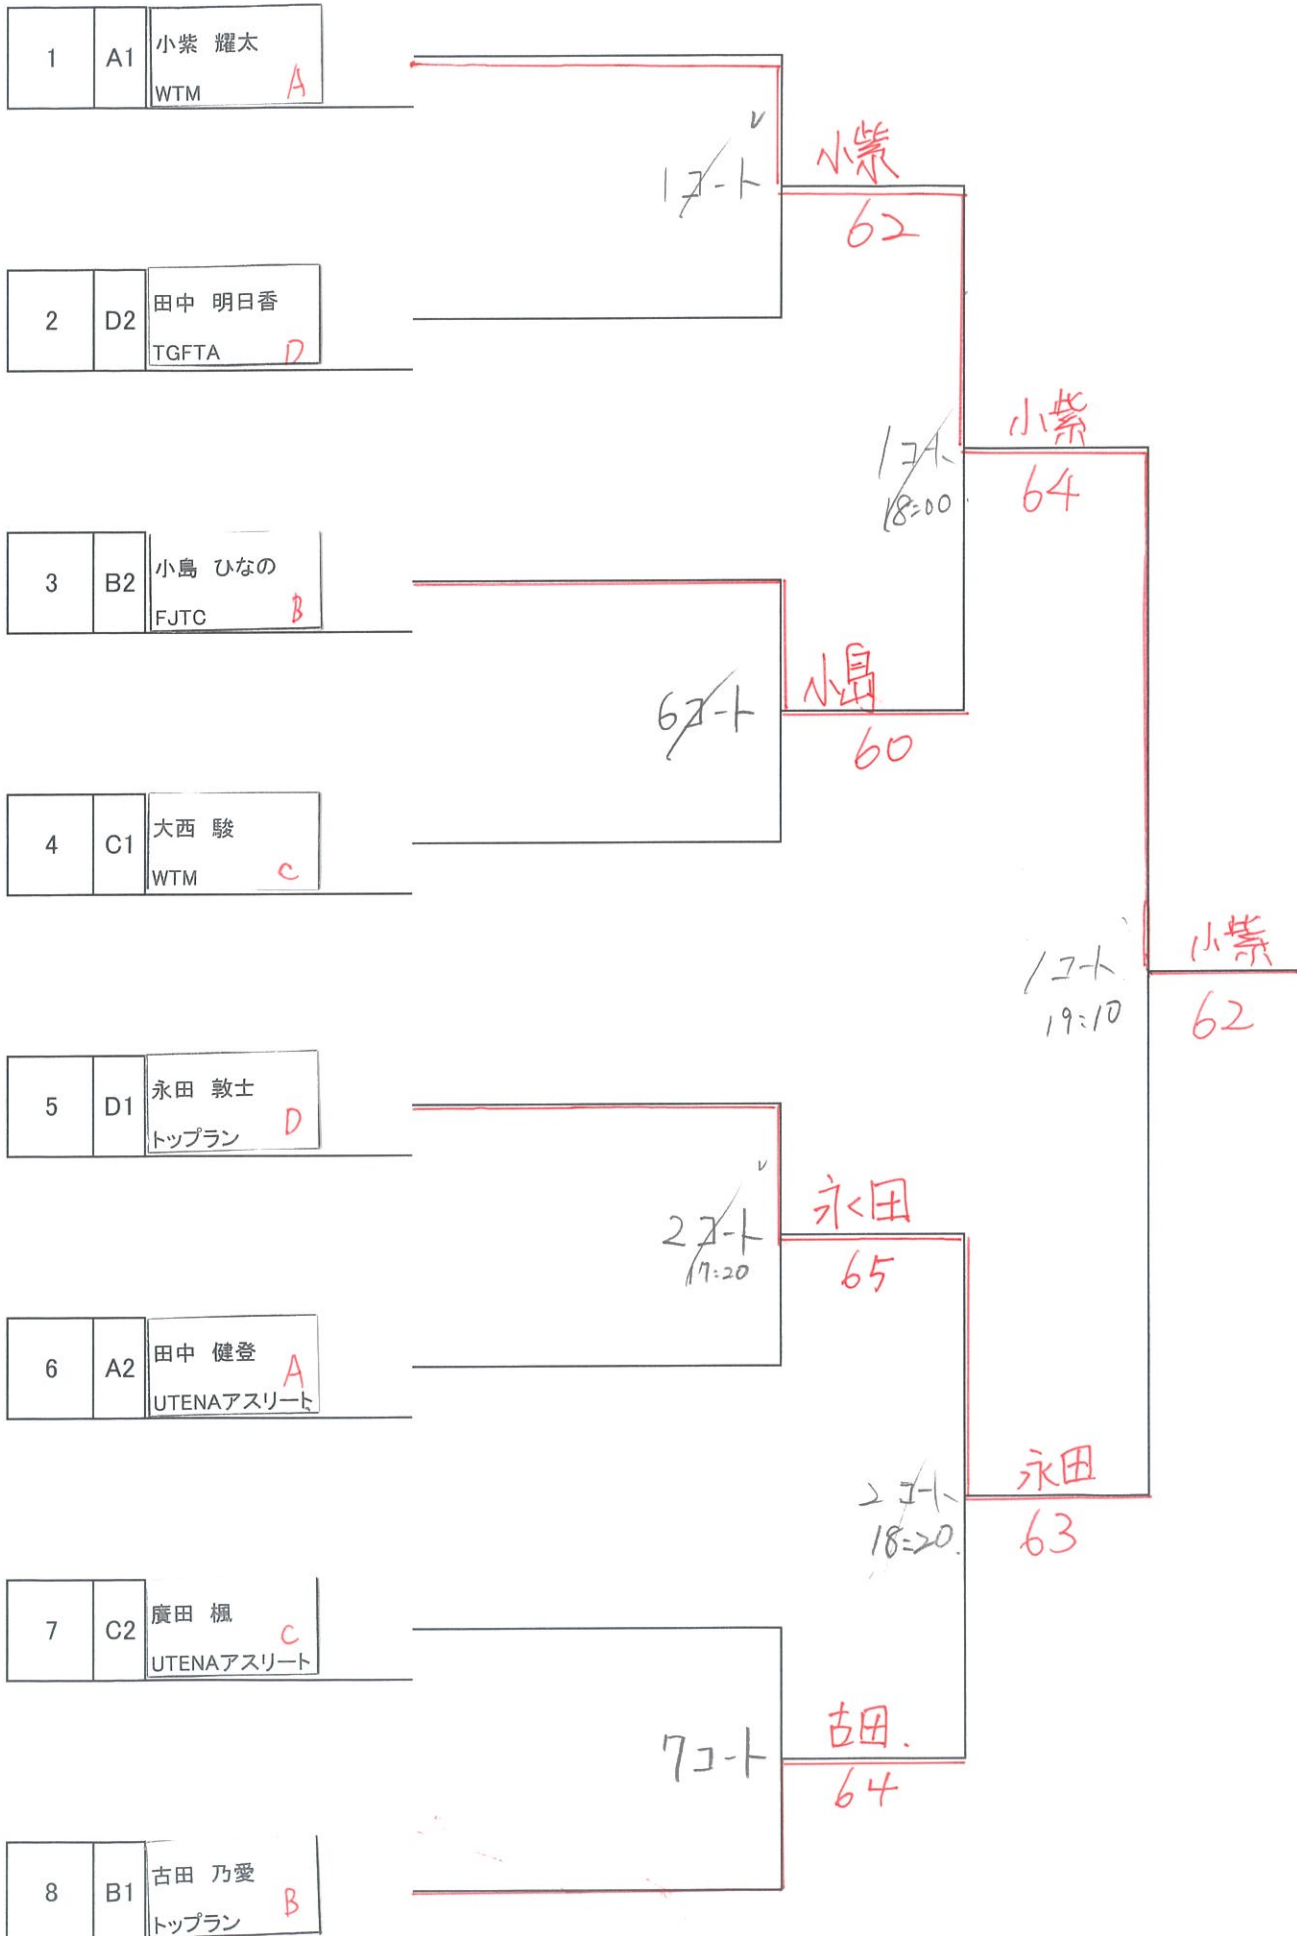 1 A1 小紫 耀太
WTM A
小紫
1コート
62
2 D2 田中 明日香
TGFTA D
小紫
1コート
64
18:00
3 B2 小島 ひなの
FJTC B
小島
6コート
60
4 C1 大西 駿
WTM C
小紫
1コート
62
19:10
5 D1 永田 敦士
トップラン D
永田
2コート
65
17:20
6 A2 田中 健登
UTENAアスリート A
永田
2コート
63
18:20
7 C2 廣田 楓
UTENAアスリート C
古田
7コート
64
8 B1 古田 乃愛
トップラン B